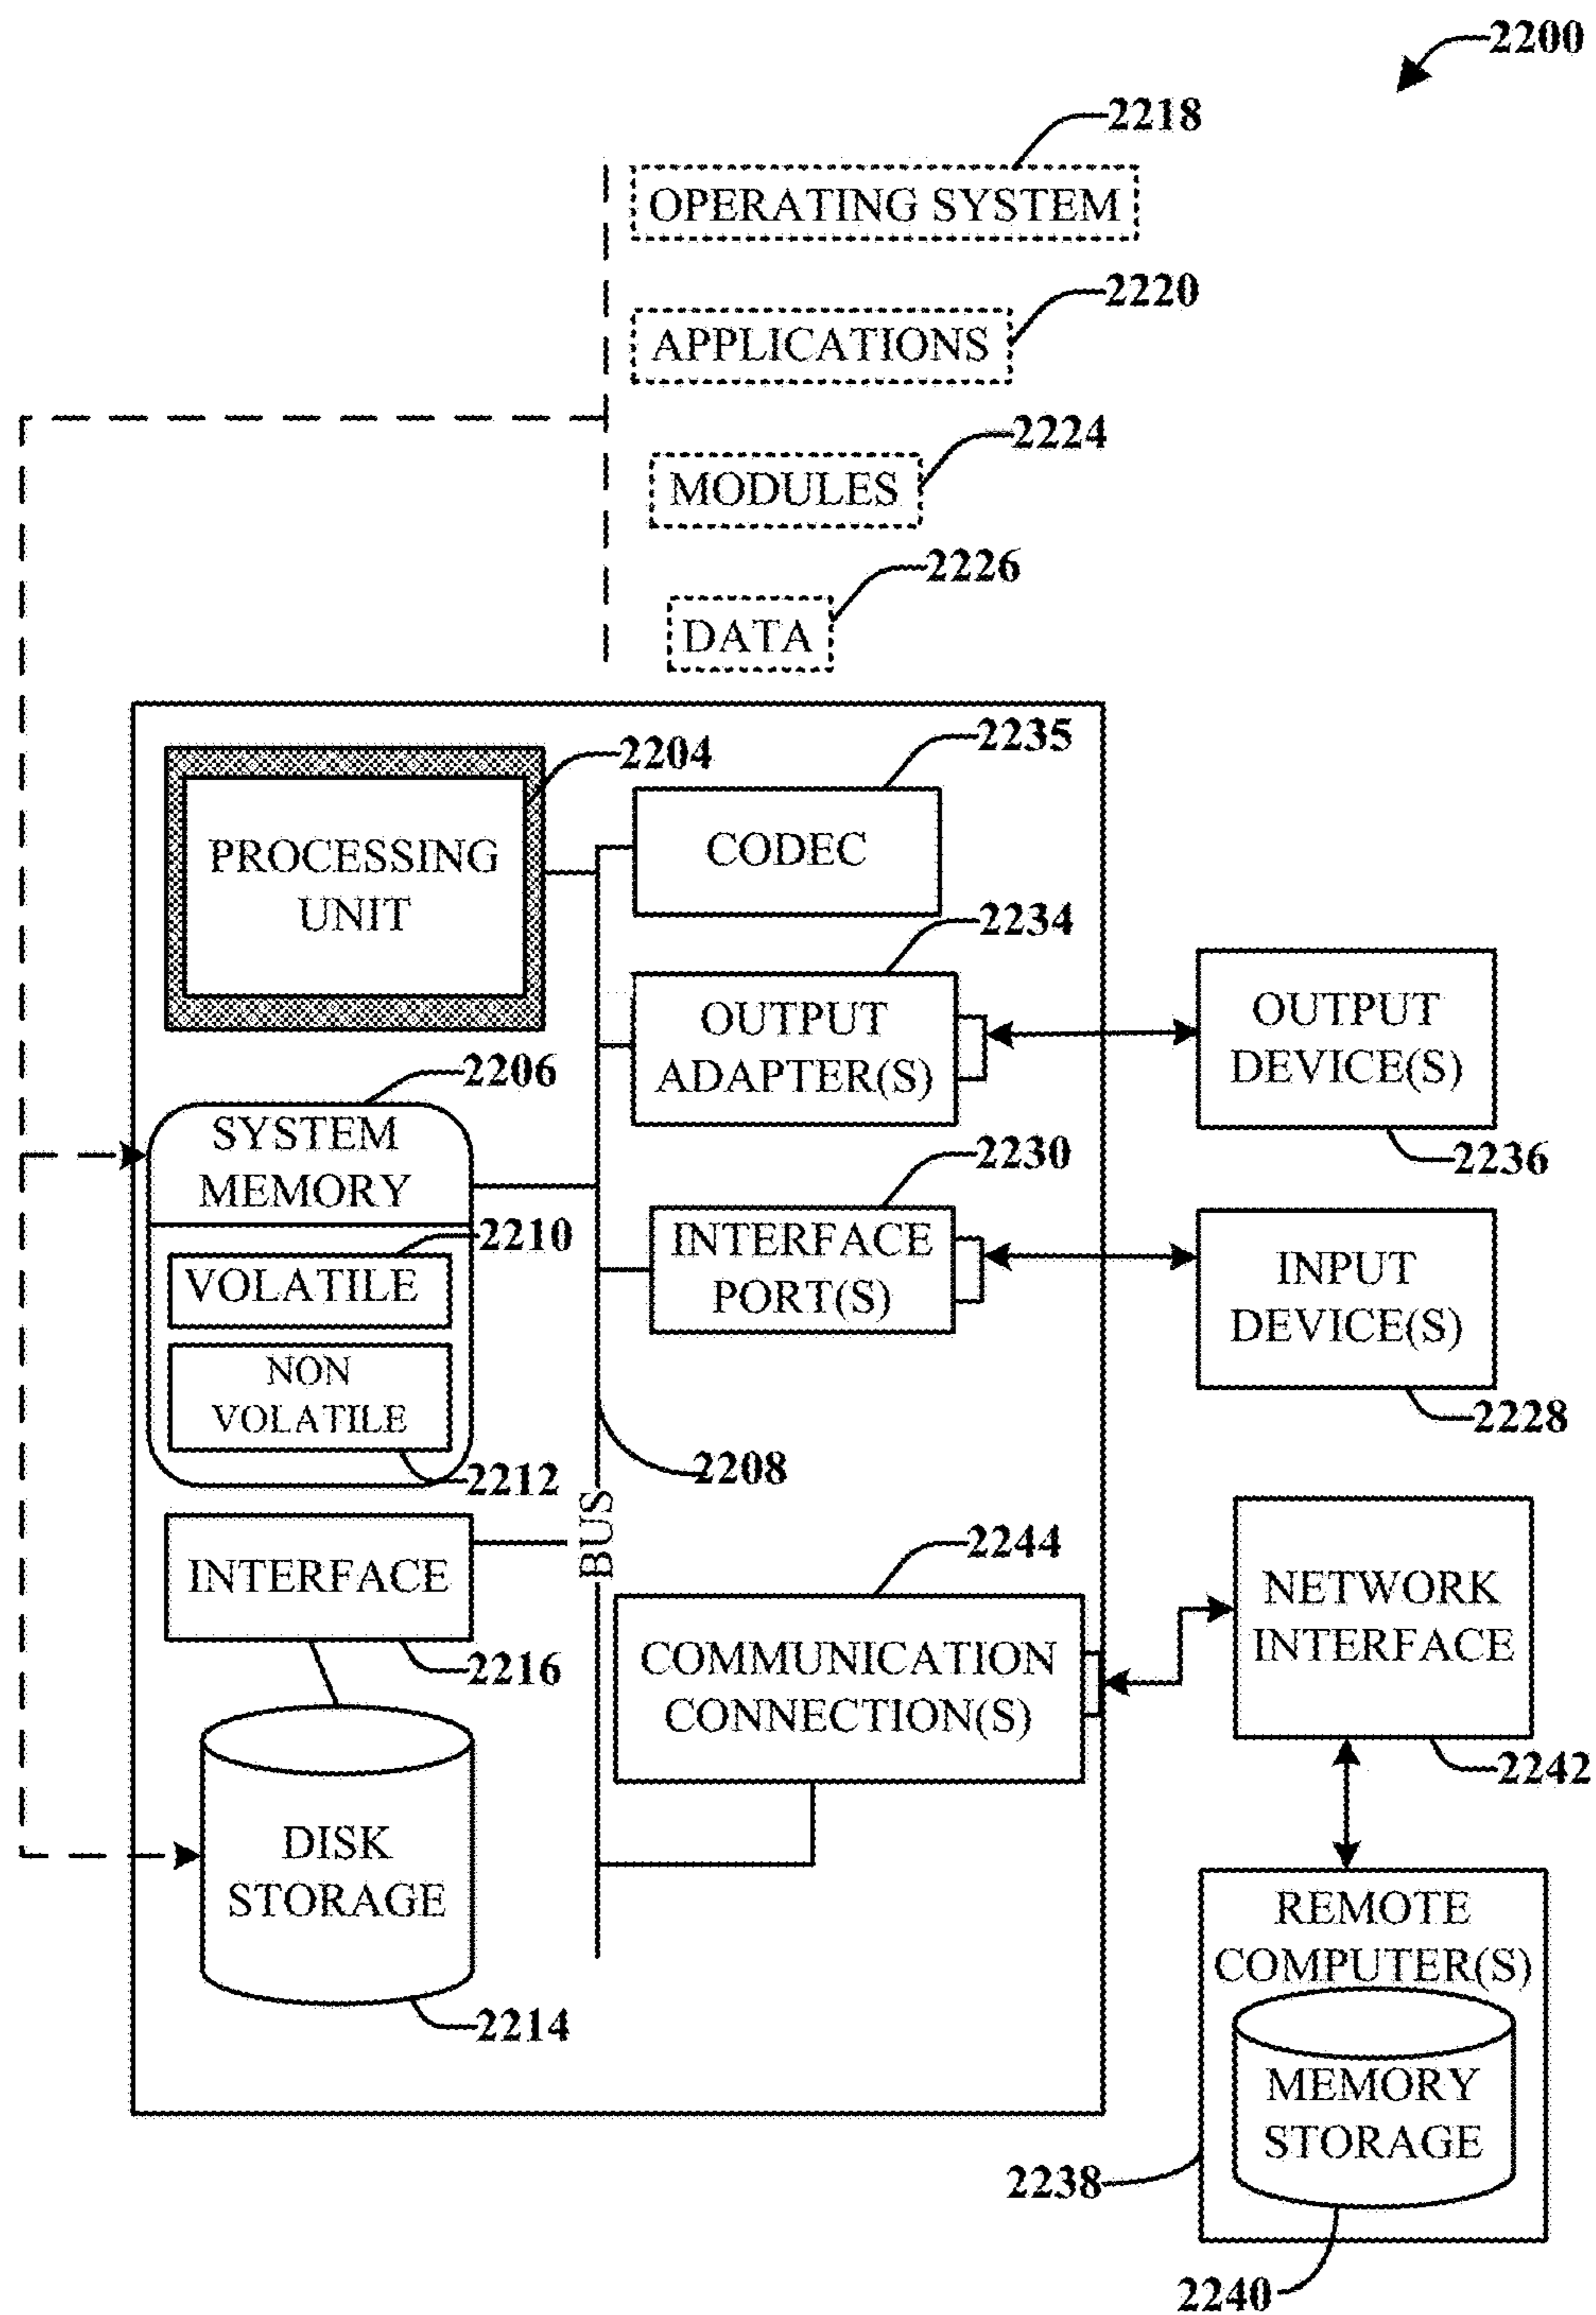 2200
2218
OPERATING SYSTEM
2220
APPLICATIONS
2224
MODULES
2226
DATA
2204
PROCESSING
UNIT
2235
CODEC
2234
OUTPUT
ADAPTER(S)
OUTPUT
DEVICE(S)
2236
2206
SYSTEM
MEMORY
2210
VOLATILE
NON
VOLATILE
2212
2230
INTERFACE
PORT(S)
INPUT
DEVICE(S)
2228
2208
BUS
INTERFACE
2216
2244
COMMUNICATION
CONNECTION(S)
NETWORK
INTERFACE
2242
DISK
STORAGE
2214
REMOTE
COMPUTER(S)
MEMORY
STORAGE
2238
2240